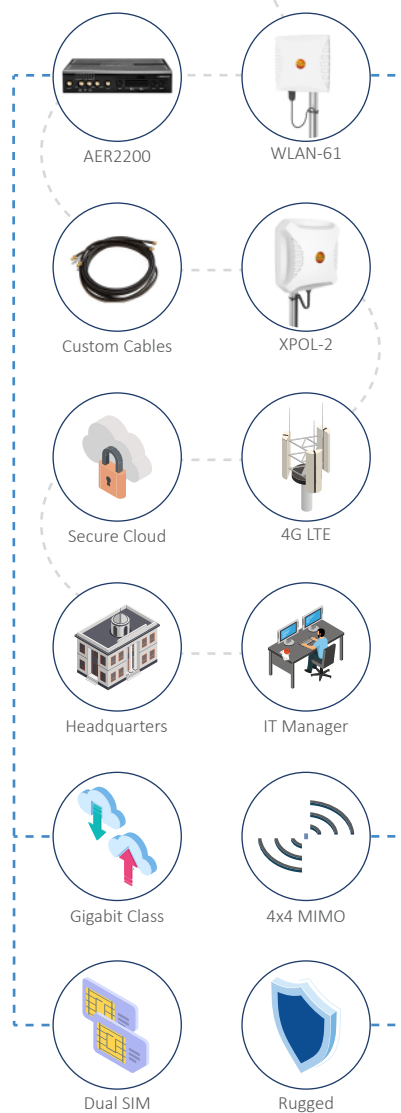 AER2200
WLAN-61
Custom Cables
XPOL-2
Secure Cloud
4G LTE
Headquarters
IT Manager
Gigabit Class
4x4 MIMO
Dual SIM
Rugged